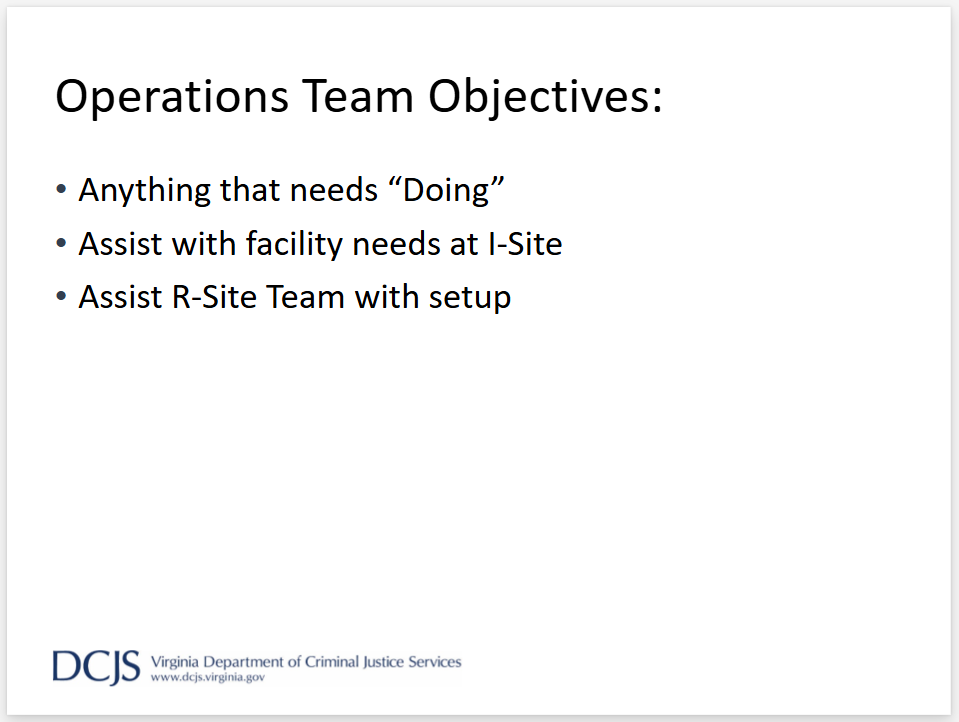 Operations Team Objectives:
• Anything that needs “Doing”
• Assist with facility needs at I-Site
• Assist R-Site Team with setup
DCJS Virginia Department of Criminal Justice Services
www.dcjs.virginia.gov